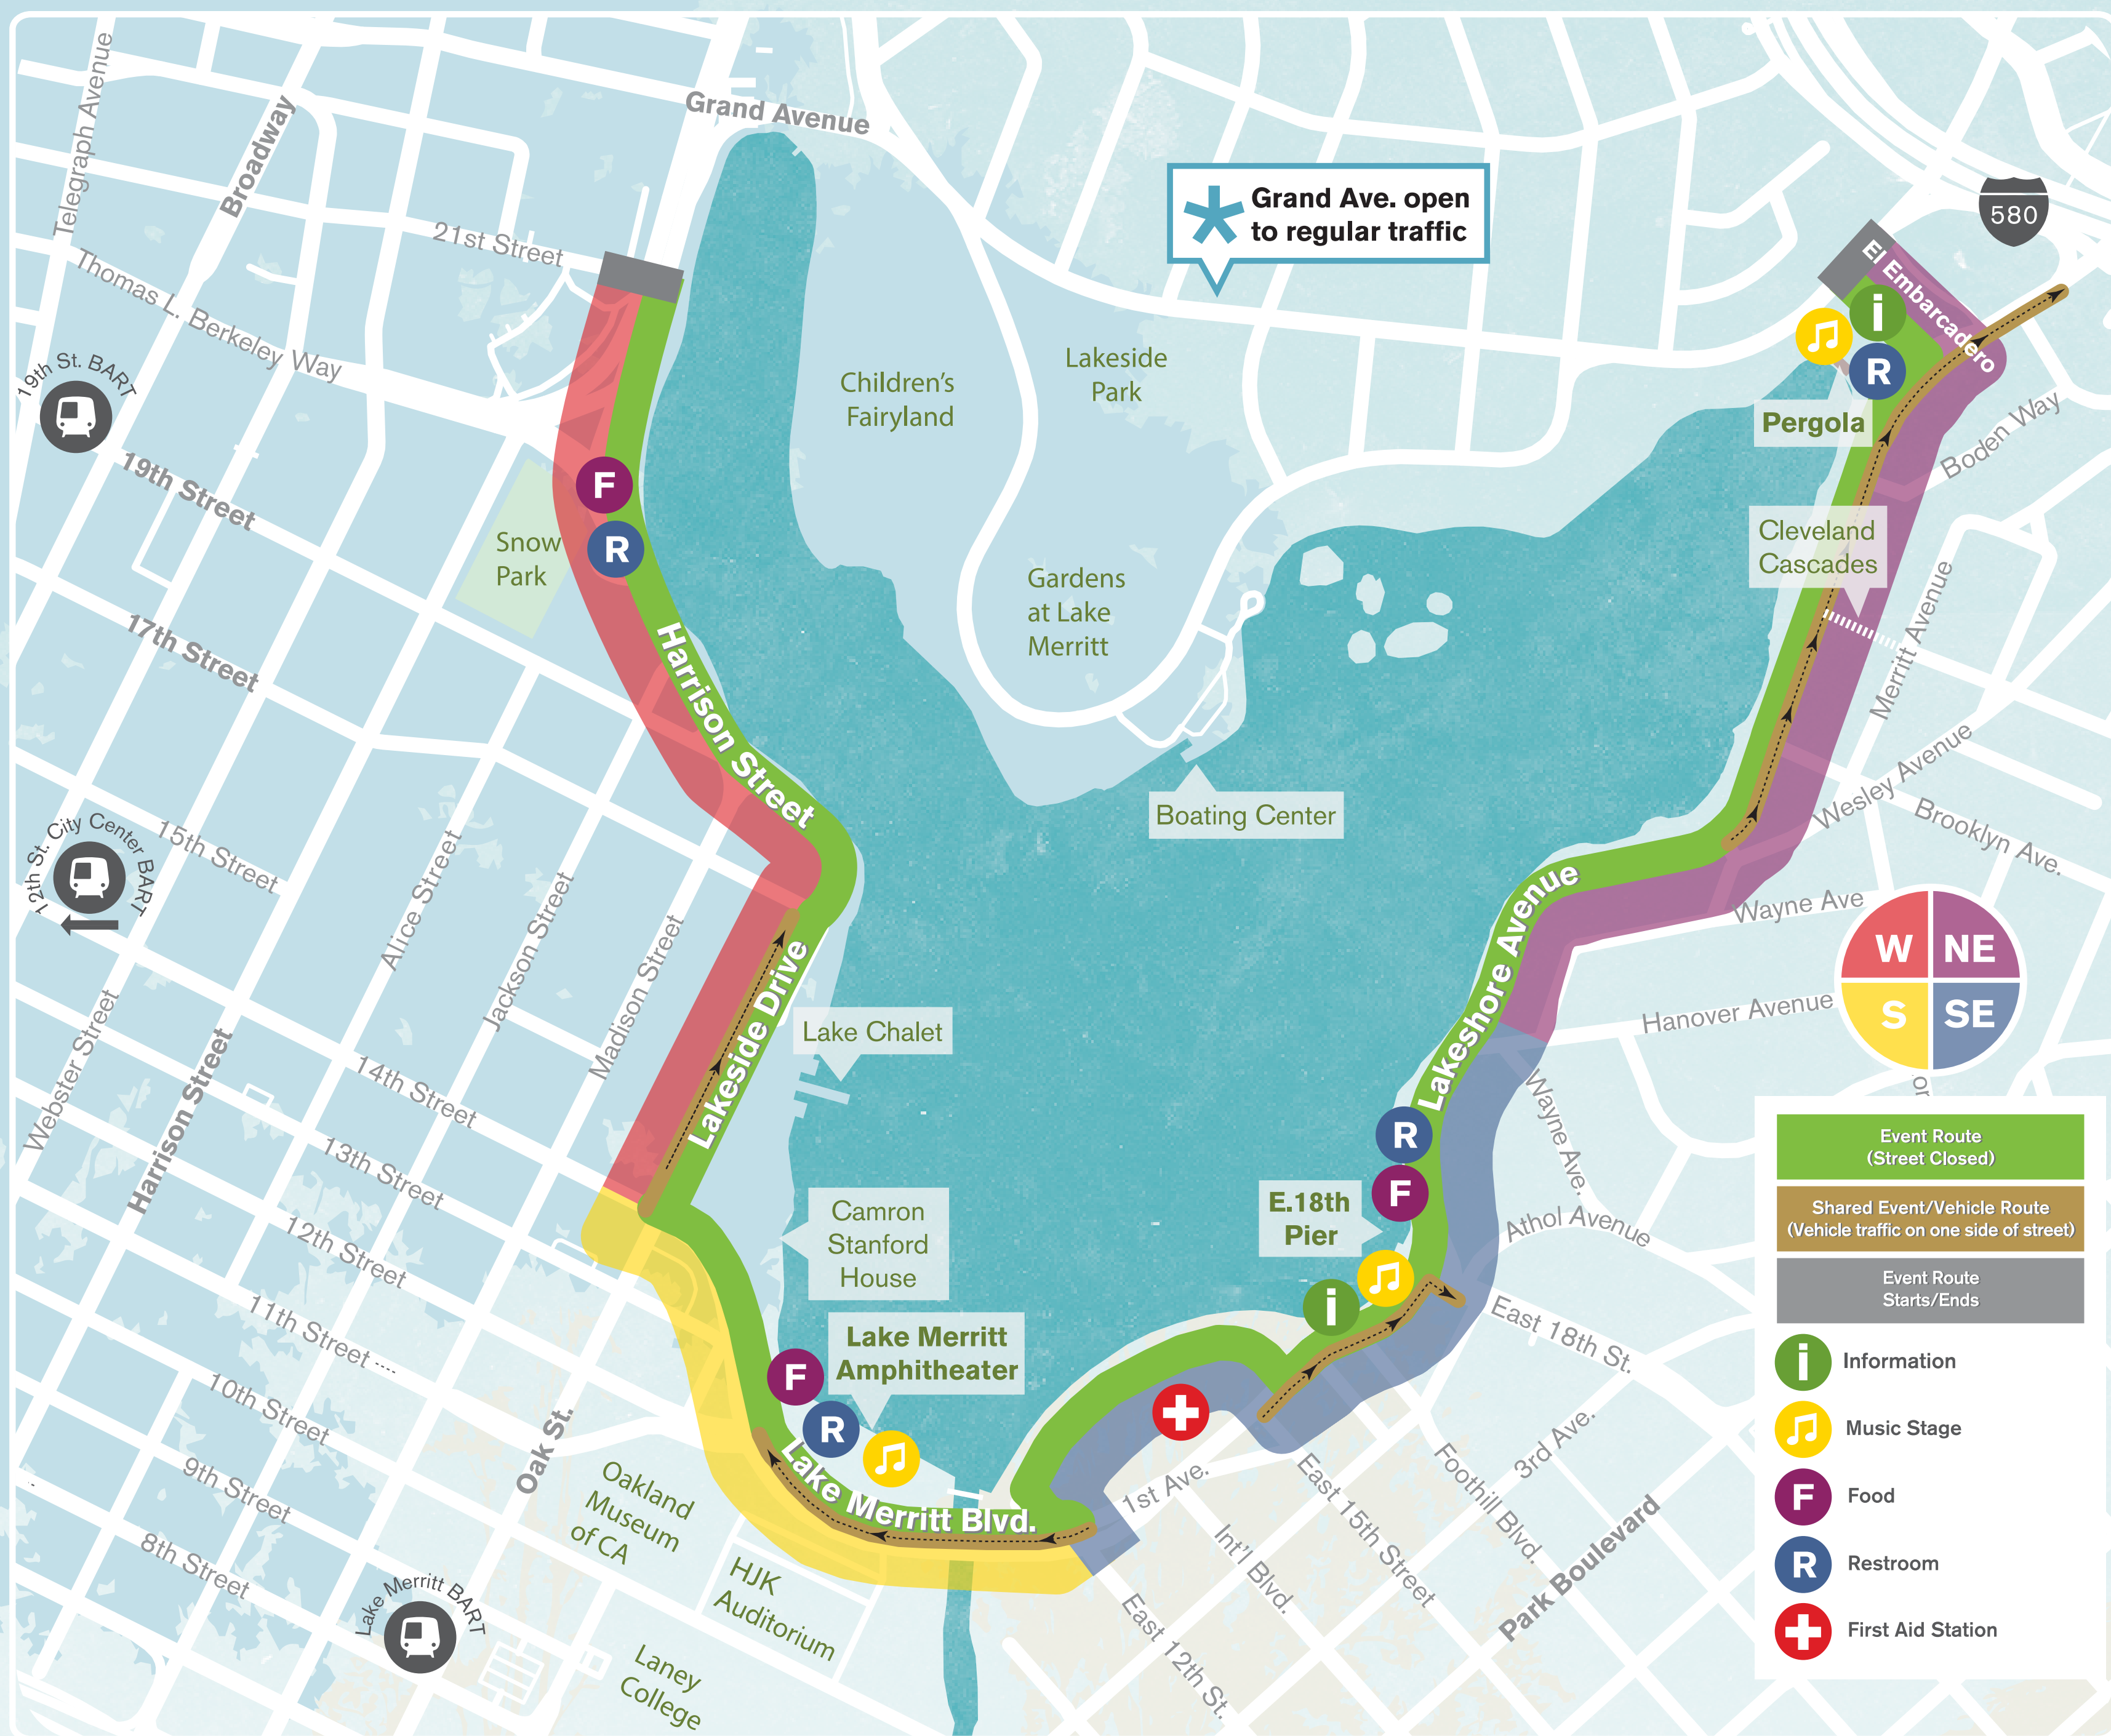 Telegraph Avenue
Broadway
Grand Avenue
Grand Ave. open
to regular traffic
580
El Embarcadero
21st Street
Thomas L. Berkeley Way
19th St. BART
19th Street
17th Street
Children's
Fairyland
Lakeside
Park
i
R
Pergola
Boden Way
F
R
Snow
Park
Harrison Street
Gardens
at Lake
Merritt
Cleveland
Cascades
Merritt Avenue
Wesley Avenue
Brooklyn Ave.
Boating Center
12th St. City Center BART
15th Street
Alice Street
Jackson Street
Madison Street
Lakeside Drive
Lakeshore Avenue
Wayne Ave
W
NE
S
SE
Hanover Avenue
Lake Chalet
Webster Street
Harrison Street
14th Street
13th Street
12th Street
11th Street
10th Street
9th Street
8th Street
Oak St.
Camron
Stanford
House
Lake Merritt
Amphitheater
F
R
Lake Merritt Blvd.
R
F
E.18th
Pier
i
Wayne Ave.
Athol Avenue
East 18th St.
3rd Ave.
Foothill Blvd.
Park Boulevard
East 15th Street
1st Ave.
Int'l Blvd.
East 12th St.
Oakland
Museum
of CA
HJK
Auditorium
Laney
College
Lake Merritt BART
or
Event Route
(Street Closed)
Shared Event/Vehicle Route
(Vehicle traffic on one side of street)
Event Route
Starts/Ends
i Information
Music Stage
F Food
R Restroom
First Aid Station